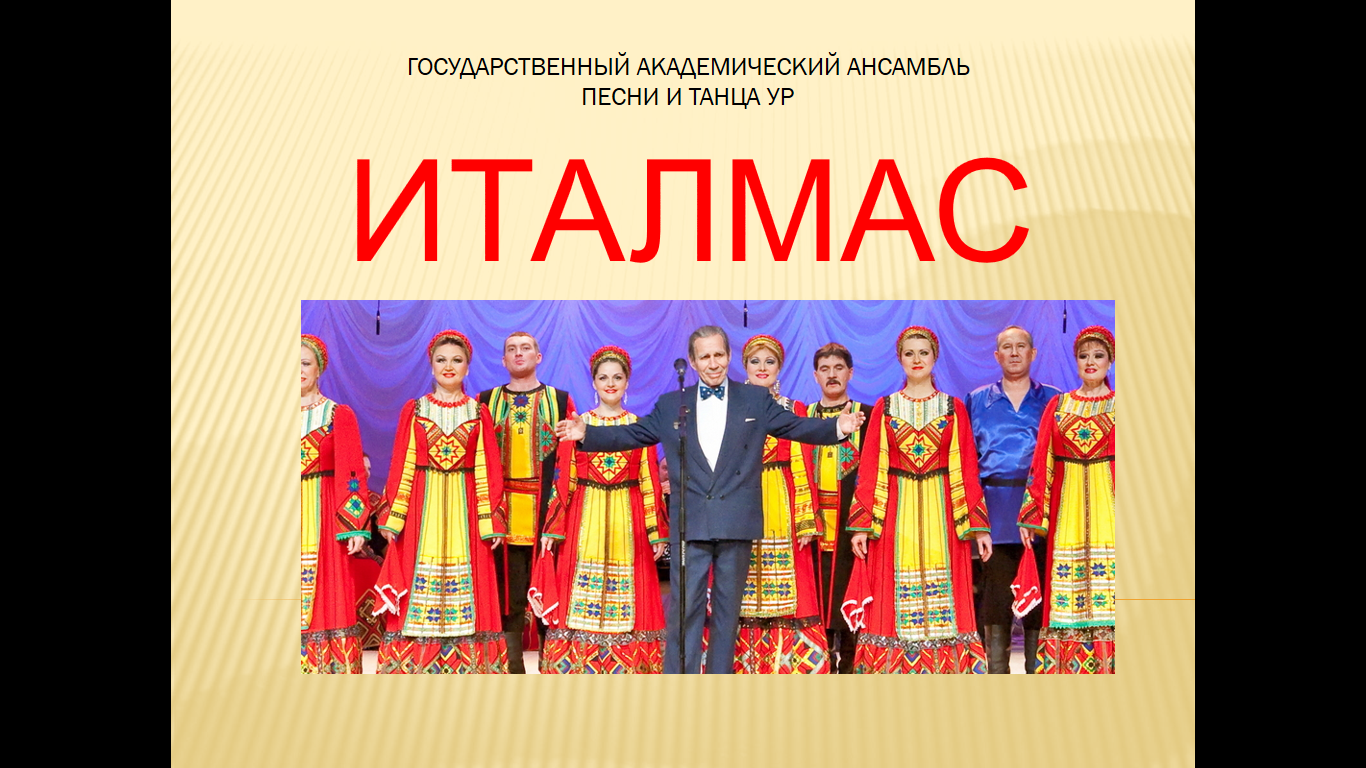 ГОСУДАРСТВЕННЫЙ АКАДЕМИЧЕСКИЙ АНСАМБЛЬ
ПЕСНИ И ТАНЦА УР
ИТАЛМАС